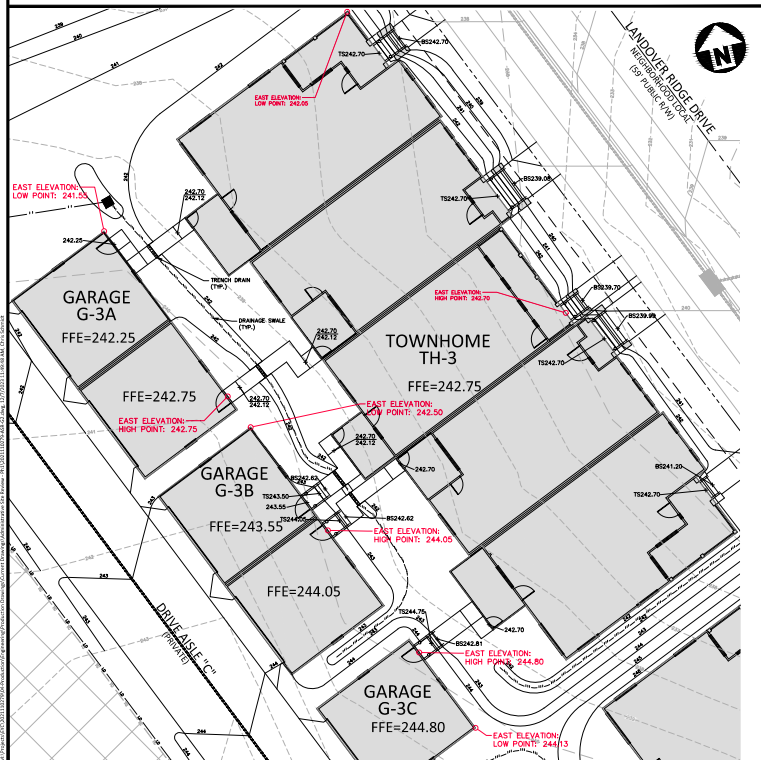 BS242.70
TS242.70
239
240
241
242
EAST ELEVATION:
LOW POINT: 242.05
LANDOVER RIDGE DRIVE
NEIGHBORHOOD LOCAL
(59' PUBLIC R/W)
N
EAST ELEVATION:
LOW POINT: 241.55
242.70
242.12
BS239.08
TS242.70
242.25
TRENCH DRAIN
(TYP.)
DRAINAGE SWALE
(TYP.)
GARAGE
G-3A
FFE=242.25
EAST ELEVATION:
HIGH POINT: 242.70
BS239.70
BS239.99
TS242.70
242.70
242.12
TOWNHOME
TH-3
FFE=242.75
FFE=242.75
EAST ELEVATION:
HIGH POINT: 242.75
242.70
242.12
EAST ELEVATION:
LOW POINT: 242.50
242.70
242.12
242.70
GARAGE
G-3B
FFE=243.55
BS242.62
TS243.50
243.55
TS244.05
BS242.62
BS241.20
TS242.70
EAST ELEVATION:
HIGH POINT: 244.05
FFE=244.05
DRIVE AISLE "C"
(PRIVATE)
TS244.75
BS242.81
242.70
EAST ELEVATION:
HIGH POINT: 244.80
GARAGE
G-3C
FFE=244.80
EAST ELEVATION:
LOW POINT: 244.13